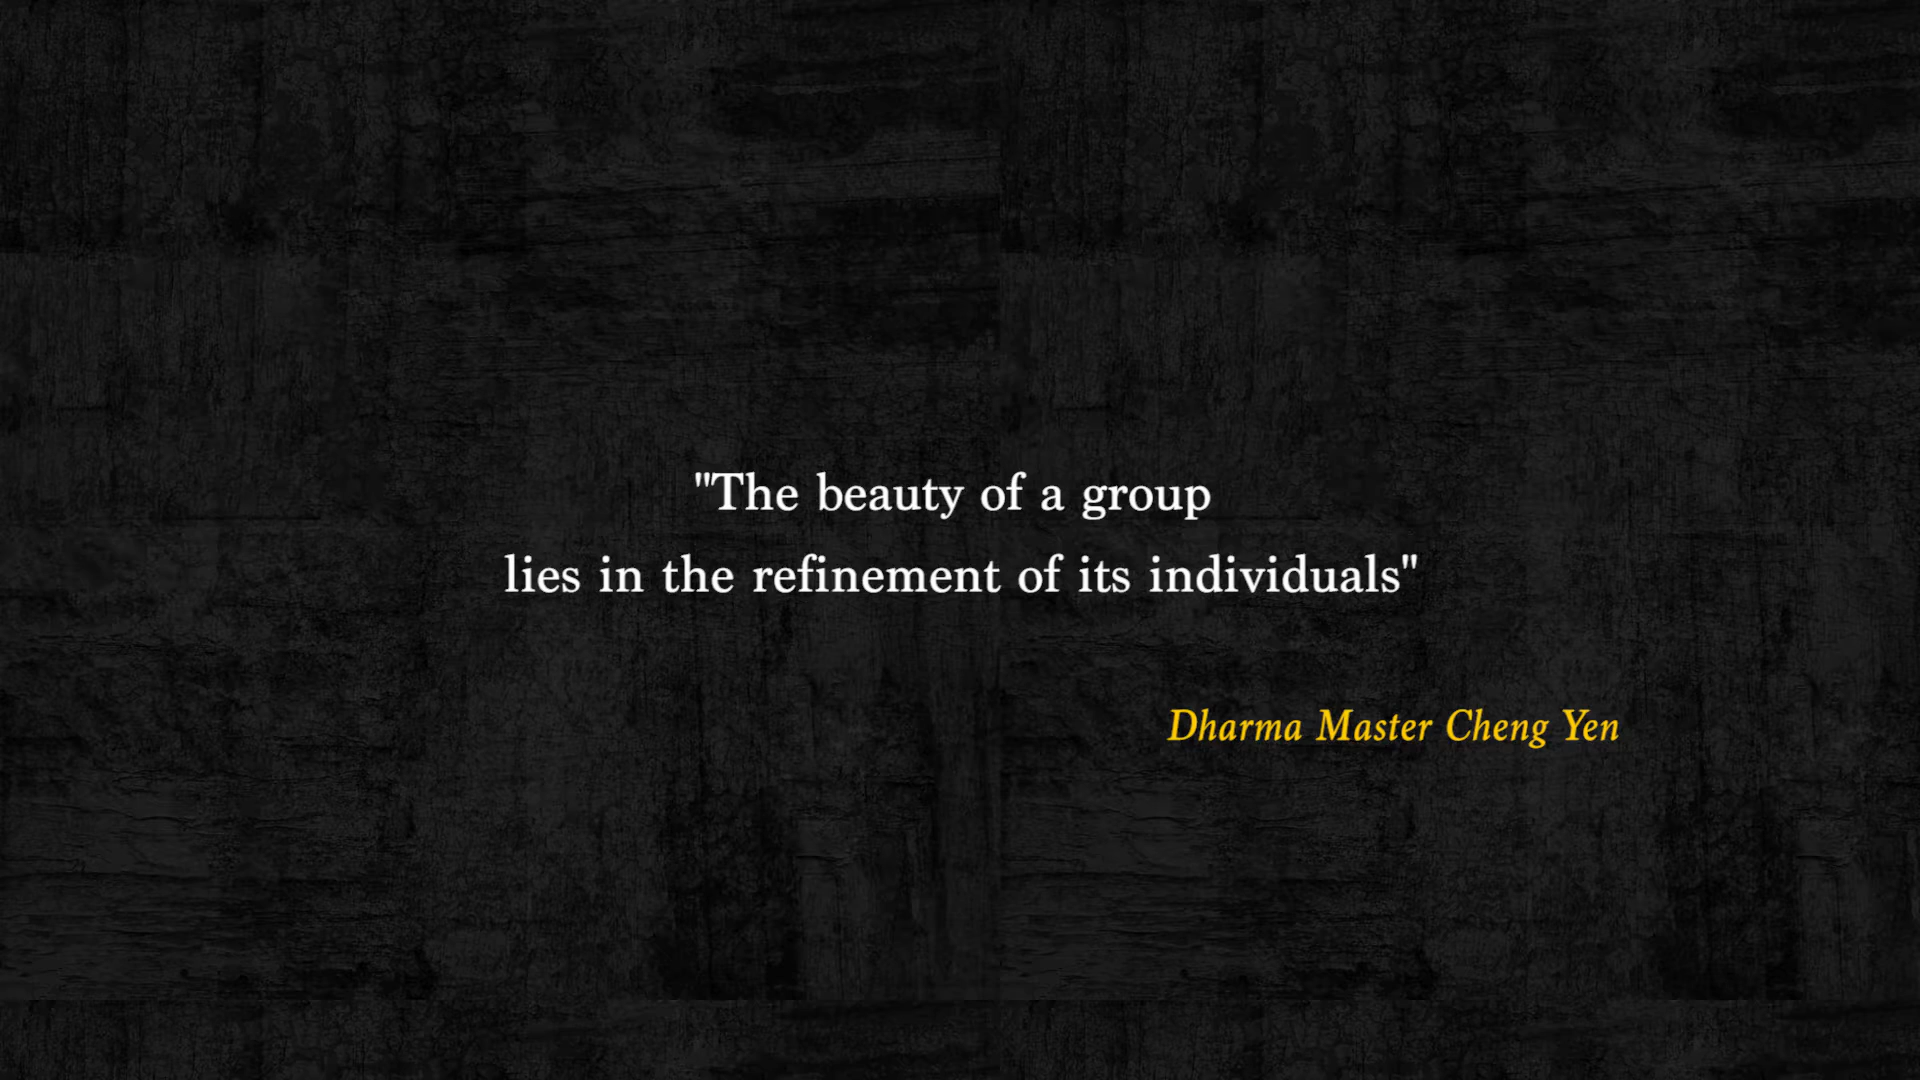 "The beauty of a group
lies in the refinement of its individuals"
Dharma Master Cheng Yen